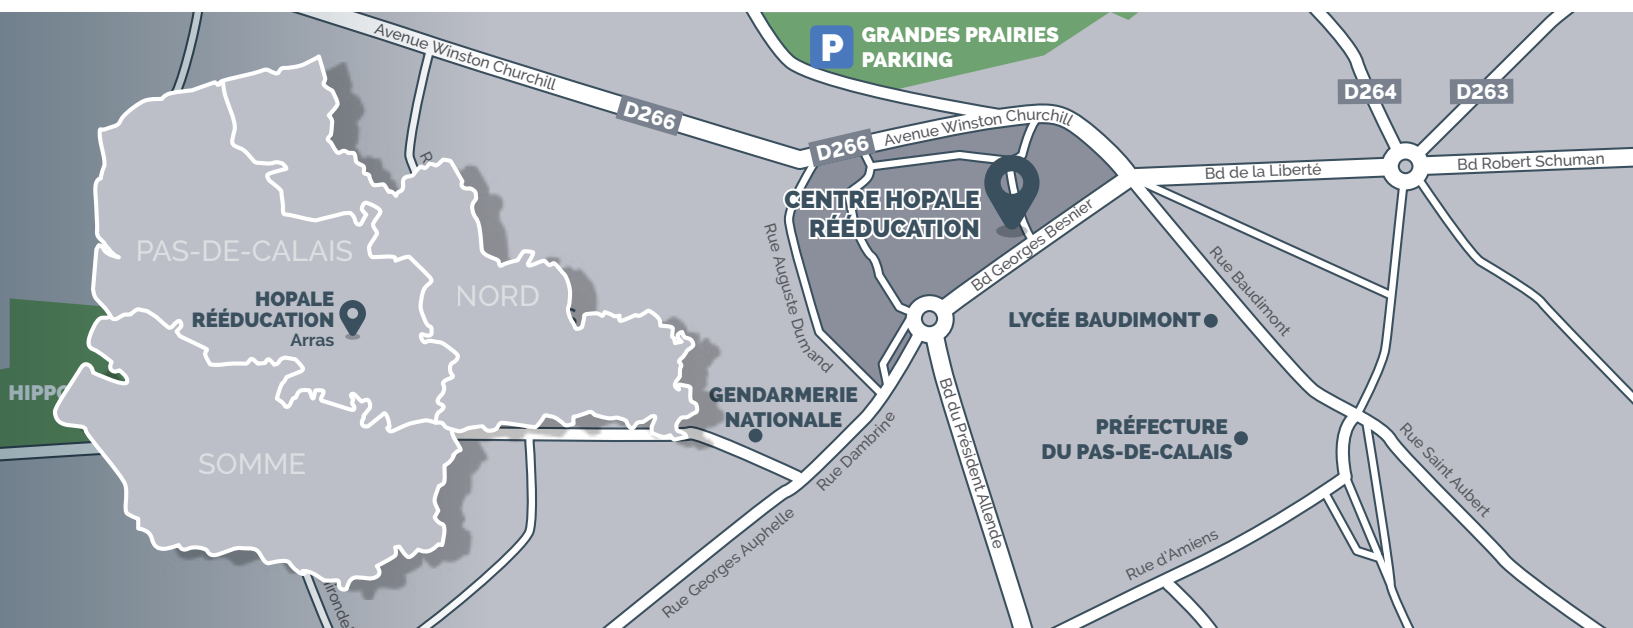 Avenue Winston Churchill
D266
P
GRANDES PRAIRIES
PARKING
D266
Avenue Winston Churchill
D264
D263
Bd de la Liberté
Bd Robert Schuman
CENTRE HOPALE
RÉÉDUCATION
Bd Georges Besnier
Rue Auguste Dumand
Rue Baudimont
PAS-DE-CALAIS
NORD
HOPALE
RÉÉDUCATION
Arras
LYCÉE BAUDIMONT
GENDARMERIE
NATIONALE
SOMME
Rue Dambrine
Bd du Président Allende
PRÉFECTURE
DU PAS-DE-CALAIS
Rue Saint Aubert
Rue Georges Auphelle
Rue d'Amiens